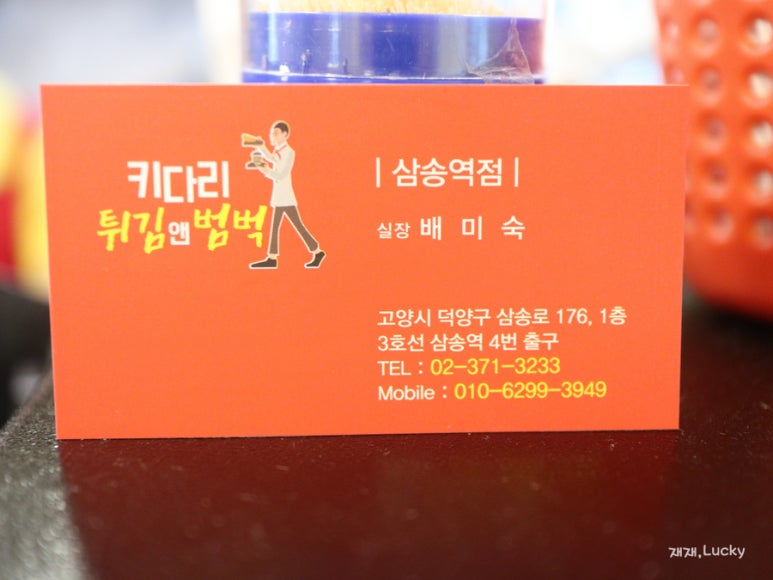 키다리
튀김앤범벅
| 삼송역점 |
실장 배 미 숙
고양시 덕양구 삼송로 176, 1층
3호선 삼송역 4번 출구
TEL : 02-371-3233
Mobile : 010-6299-3949
재재,Lucky